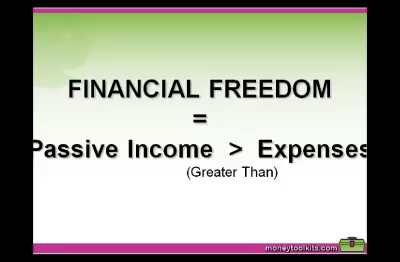 FINANCIAL FREEDOM
=
Passive Income > Expenses
(Greater Than)
moneytoolkits.com